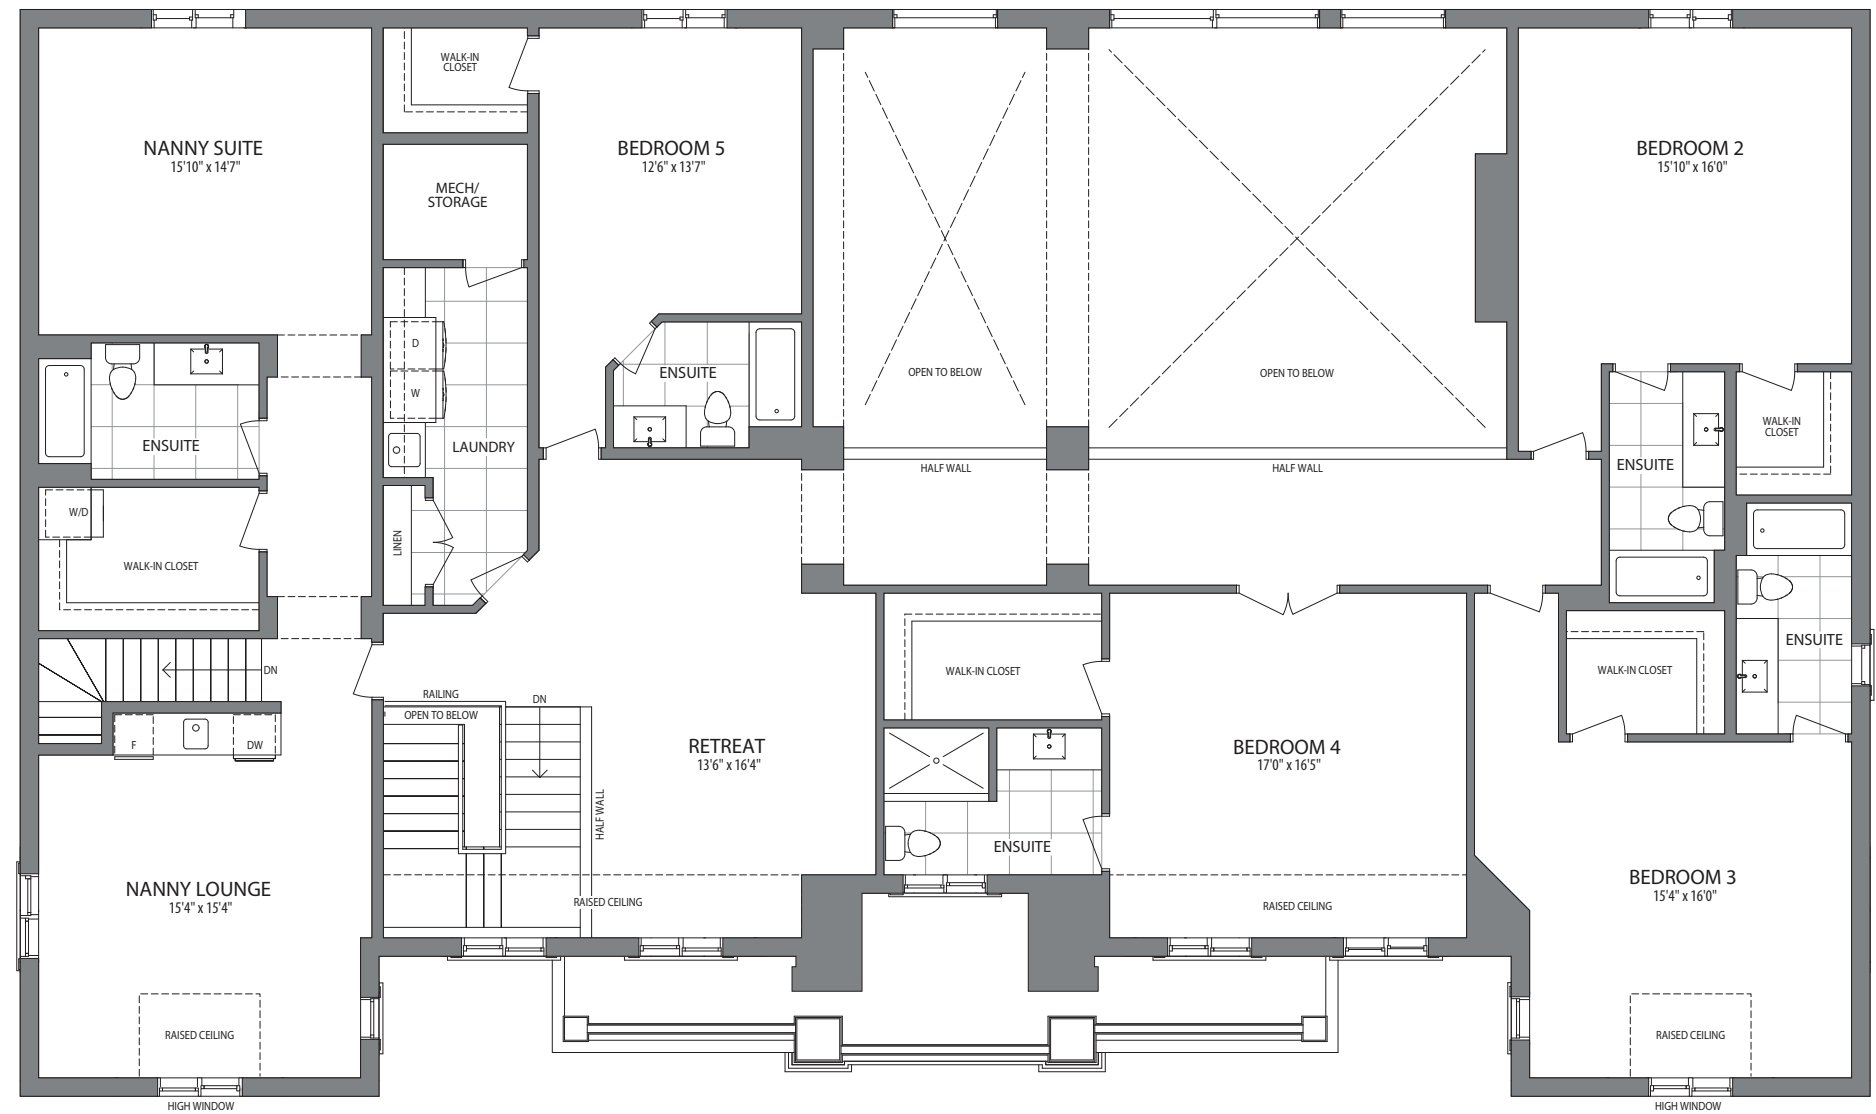 WALK-IN
CLOSET
NANNY SUITE
15'10" x 14'7"
BEDROOM 5
12'6" x 13'7"
BEDROOM 2
15'10" x 16'0"
MECH/
STORAGE
D
W
ENSUITE
OPEN TO BELOW
OPEN TO BELOW
WALK-IN
CLOSET
ENSUITE
LAUNDRY
HALF WALL
HALF WALL
ENSUITE
W/D
LINEN
WALK-IN CLOSET
DN
ENSUITE
WALK-IN CLOSET
WALK-IN CLOSET
RAILING
DN
OPEN TO BELOW
F
DW
RETREAT
13'6" x 16'4"
BEDROOM 4
17'0" x 16'5"
HALF WALL
ENSUITE
NANNY LOUNGE
15'4" x 15'4"
BEDROOM 3
15'4" x 16'0"
RAISED CEILING
RAISED CEILING
RAISED CEILING
RAISED CEILING
HIGH WINDOW
HIGH WINDOW